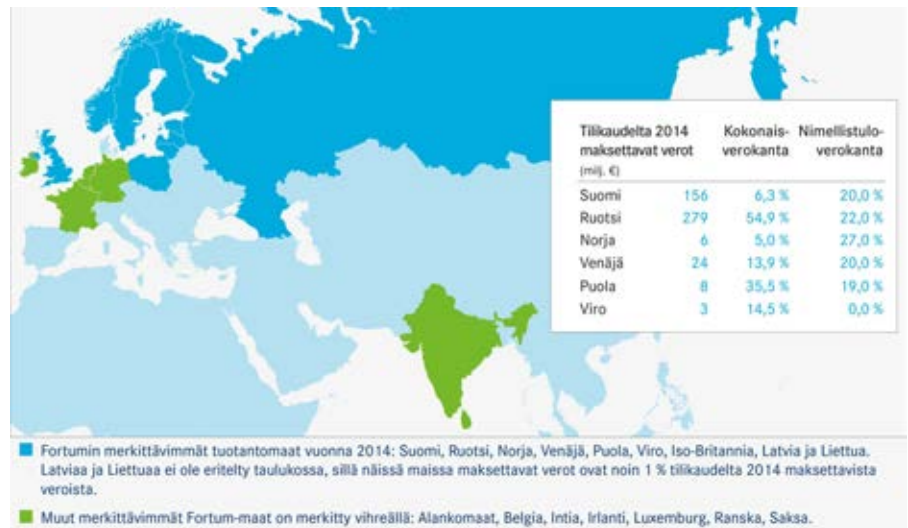 Tilikaudelta 2014 Kokonais- Nimellistulo-
maksettavat verot verokanta verokanta
(milj. €)
Suomi 156 6,3 % 20,0 %
Ruotsi 279 54,9 % 22,0 %
Norja 6 5,0 % 27,0 %
Venäjä 24 13,9 % 20,0 %
Puola 8 35,5 % 19,0 %
Viro 3 14,5 % 0,0 %
Fortumin merkittävimmät tuotantomaat vuonna 2014: Suomi, Ruotsi, Norja, Venäjä, Puola, Viro, Iso-Britannia, Latvia ja Liettua.
Latviaa ja Liettuaa ei ole eritelty taulukossa, sillä näissä maissa maksettavat verot ovat noin 1 % tilikaudelta 2014 maksettavista
veroista.
Muut merkittävimmät Fortum-maat on merkitty vihreällä: Alankomaat, Belgia, Intia, Irlanti, Luxemburg, Ranska, Saksa.